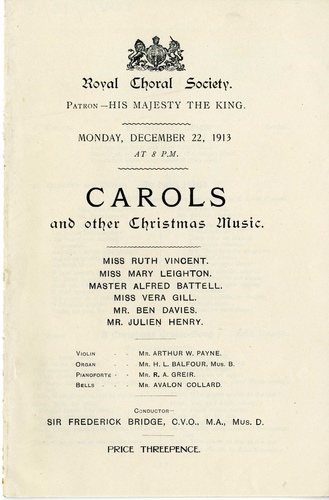 Royal Choral Society.
PATRON—HIS MAJESTY THE KING.
MONDAY, DECEMBER 22, 1913
AT 8 P.M.
CAROLS
and other Christmas Music.
MISS RUTH VINCENT.
MISS MARY LEIGHTON.
MASTER ALFRED BATTELL.
MISS VERA GILL.
MR. BEN DAVIES.
MR. JULIEN HENRY.
VIOLIN - - MR. ARTHUR W. PAYNE.
ORGAN - - MR. H. L. BALFOUR, MUS. B.
PIANOFORTE - - MR. R. A. GREIR.
BELLS - - MR. AVALON COLLARD.
CONDUCTOR—
SIR FREDERICK BRIDGE, C.V.O., M.A., MUS. D.
PRICE THREEPENCE.